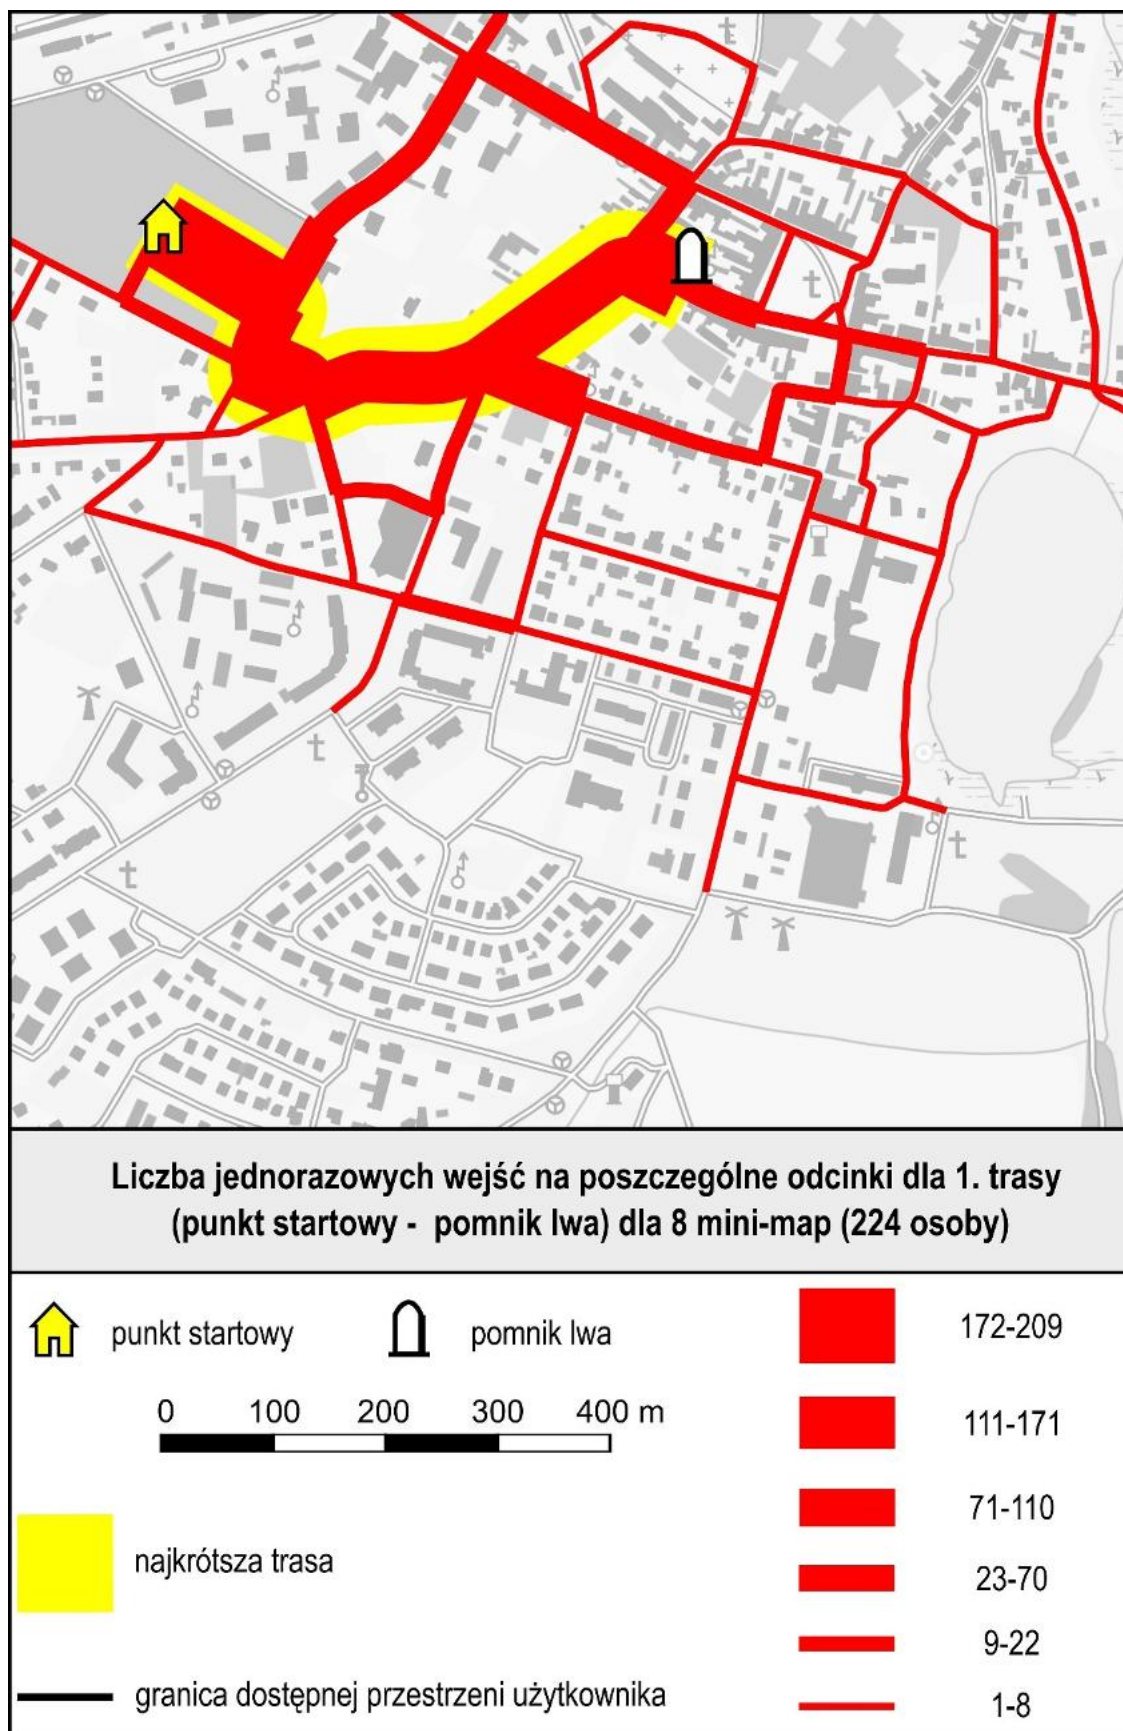 Liczba jednorazowych wejść na poszczególne odcinki dla 1. trasy
(punkt startowy - pomnik lwa) dla 8 mini-map (224 osoby)
punkt startowy
pomnik lwa
0 100 200 300 400 m
najkrótsza trasa
granica dostępnej przestrzeni użytkownika
172-209
111-171
71-110
23-70
9-22
1-8